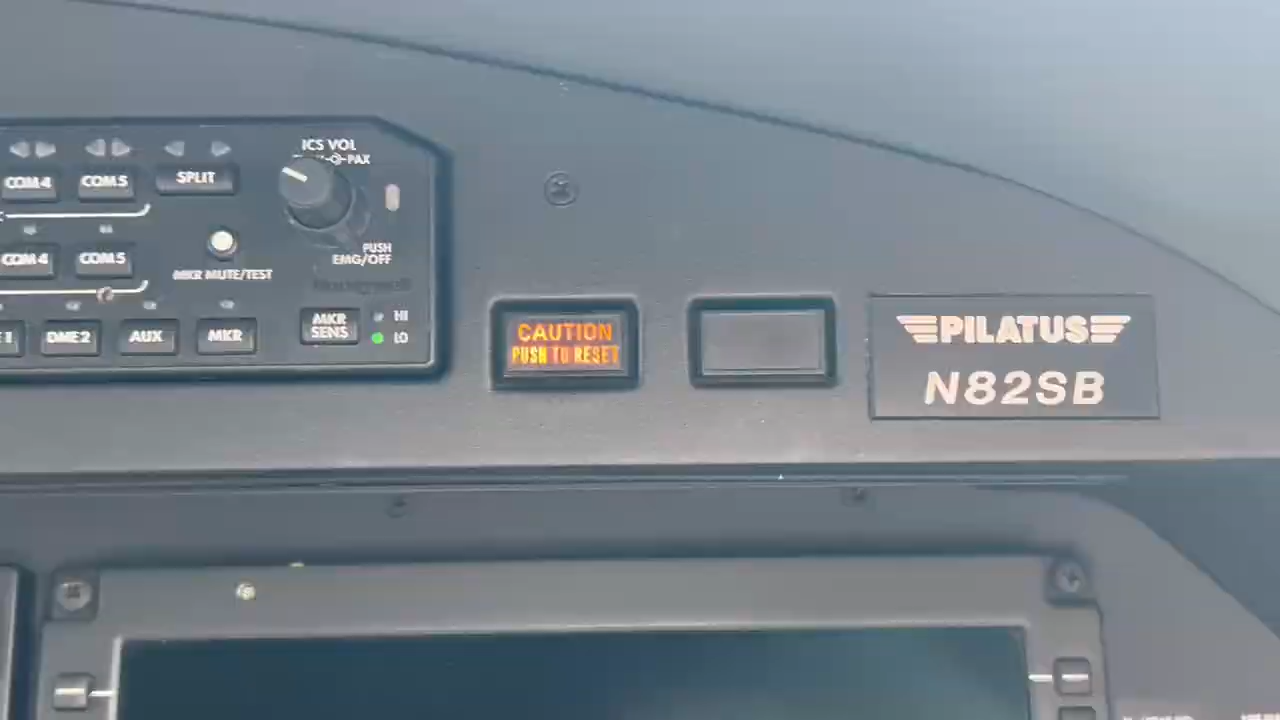 ICS VOL
PAX
COM 4 COM 5 SPLIT
PUSH
EMG/OFF
COM 4 COM 5
MKR MUTE/TEST
Honeywell
DME 2 AUX MKR
MKR
SENS
HI
LO
CAUTION
PUSH TO RESET
PILATUS
N82SB